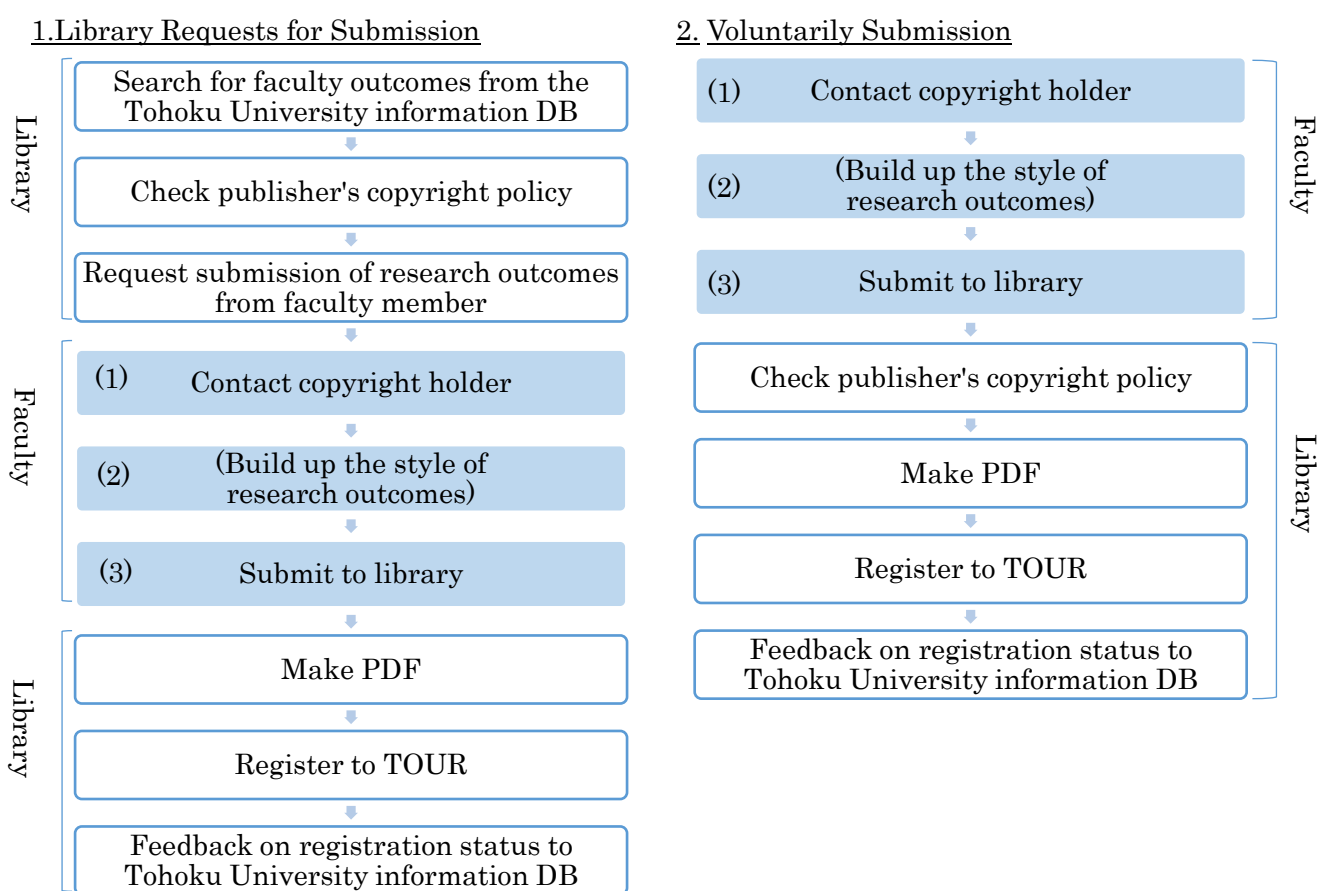 1.Library Requests for Submission
Library
Search for faculty outcomes from the
Tohoku University information DB
Check publisher's copyright policy
Request submission of research outcomes
from faculty member
Faculty
(1) Contact copyright holder
(2) (Build up the style of
research outcomes)
(3) Submit to library
Library
Make PDF
Register to TOUR
Feedback on registration status to
Tohoku University information DB
2. Voluntarily Submission
Faculty
(1) Contact copyright holder
(2) (Build up the style of
research outcomes)
(3) Submit to library
Library
Check publisher's copyright policy
Make PDF
Register to TOUR
Feedback on registration status to
Tohoku University information DB